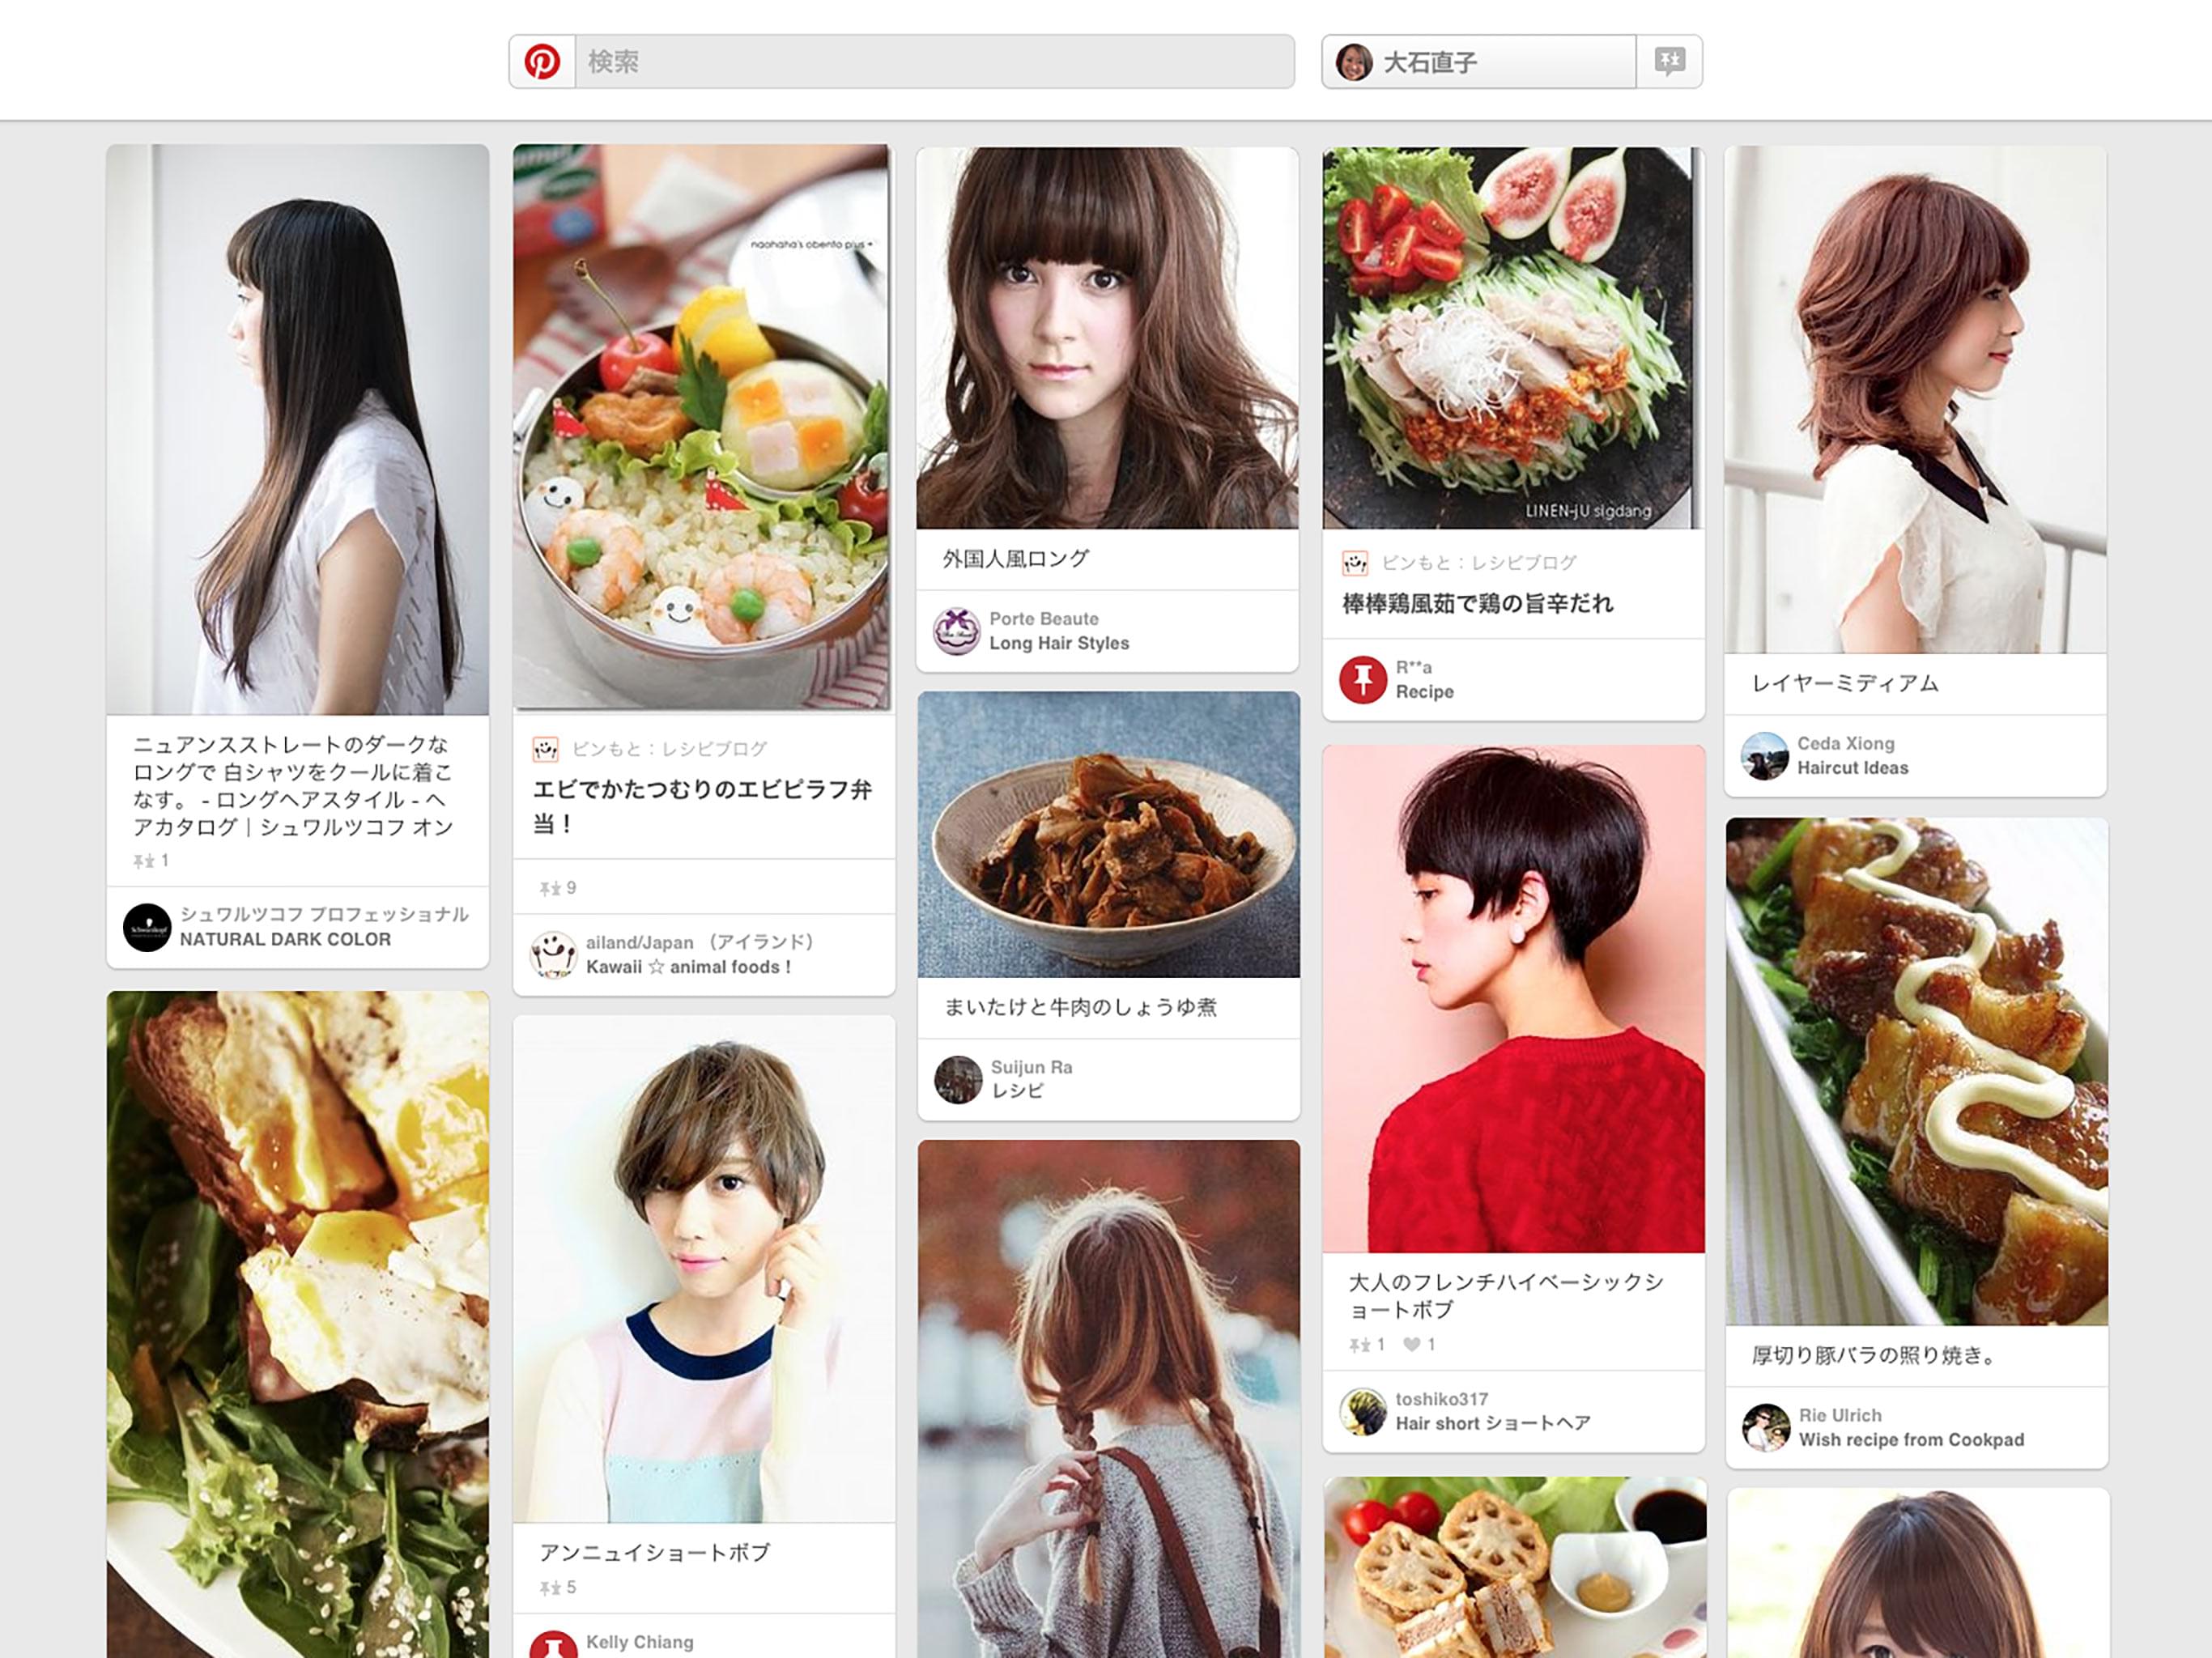 検索
大石直子
ニュアンスストレートのダークな
ロングで 白シャツをクールに着こ
なす。 - ロングヘアスタイル - ヘ
アカタログ｜シュワルツコフ オン
1
シュワルツコフ プロフェッショナル
NATURAL DARK COLOR
naohaha's obento plus +
ピンもと：レシピブログ
エビでかたつむりのエビピラフ弁
当！
9
ailand/Japan （アイランド）
Kawaii ☆ animal foods !
アンニュイショートボブ
5
Kelly Chiang
外国人風ロング
Porte Beaute
Long Hair Styles
まいたけと牛肉のしょうゆ煮
Suijun Ra
レシピ
LINEN-jU sigdang
ピンもと：レシピブログ
棒棒鶏風茹で鶏の旨辛だれ
R**a
Recipe
大人のフレンチハイベーシックシ
ョートボブ
1 1
toshiko317
Hair short ショートヘア
レイヤーミディアム
Ceda Xiong
Haircut Ideas
厚切り豚バラの照り焼き。
Rie Ulrich
Wish recipe from Cookpad